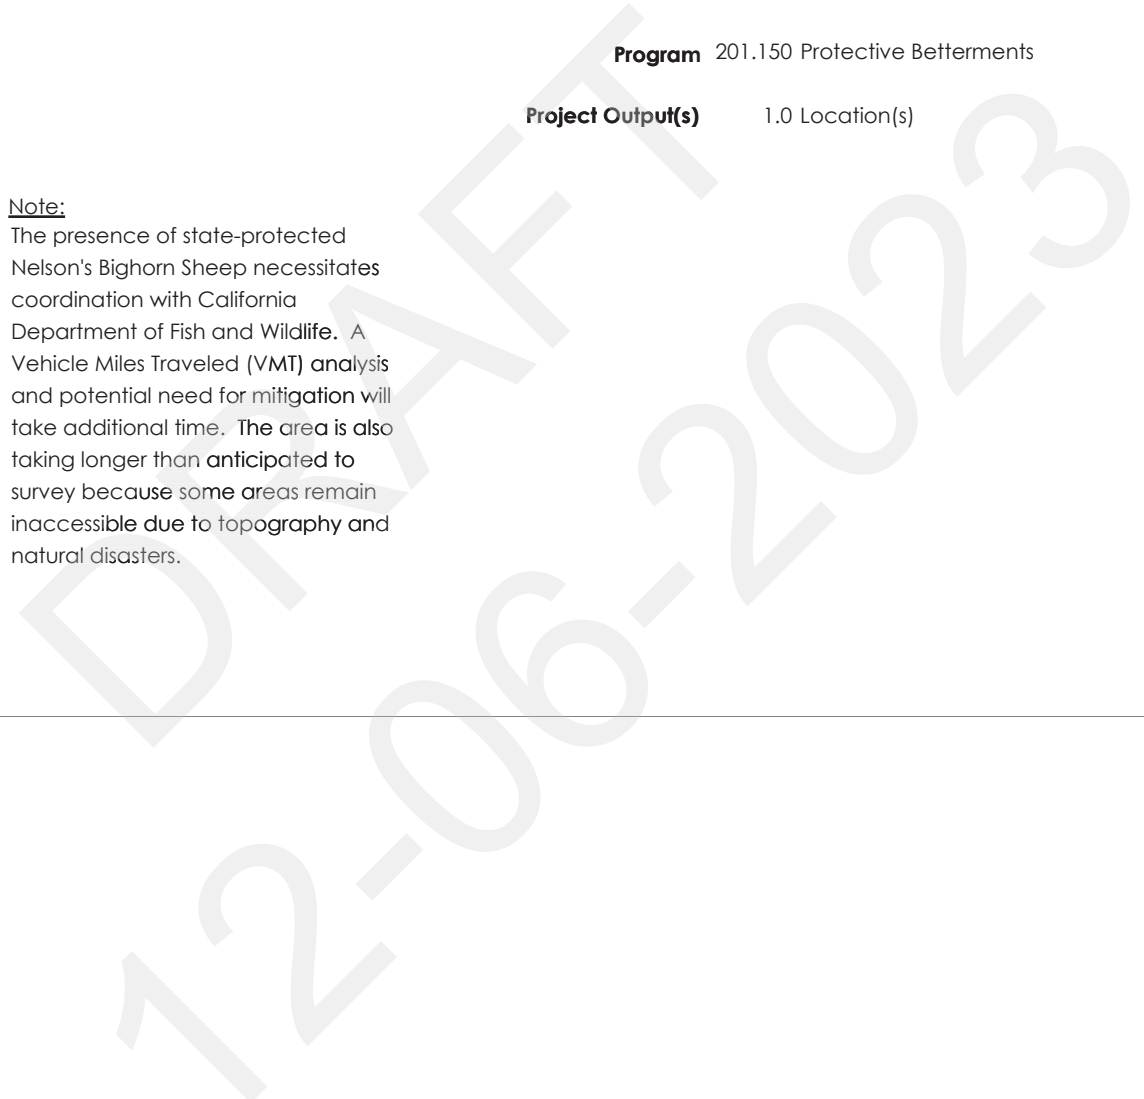 Program 201.150 Protective Betterments
Project Output(s) 1.0 Location(s)
Note:
The presence of state-protected
Nelson's Bighorn Sheep necessitates
coordination with California
Department of Fish and Wildlife. A
Vehicle Miles Traveled (VMT) analysis
and potential need for mitigation will
take additional time. The area is also
taking longer than anticipated to
survey because some areas remain
inaccessible due to topography and
natural disasters.
DRAFT
12-06-2023